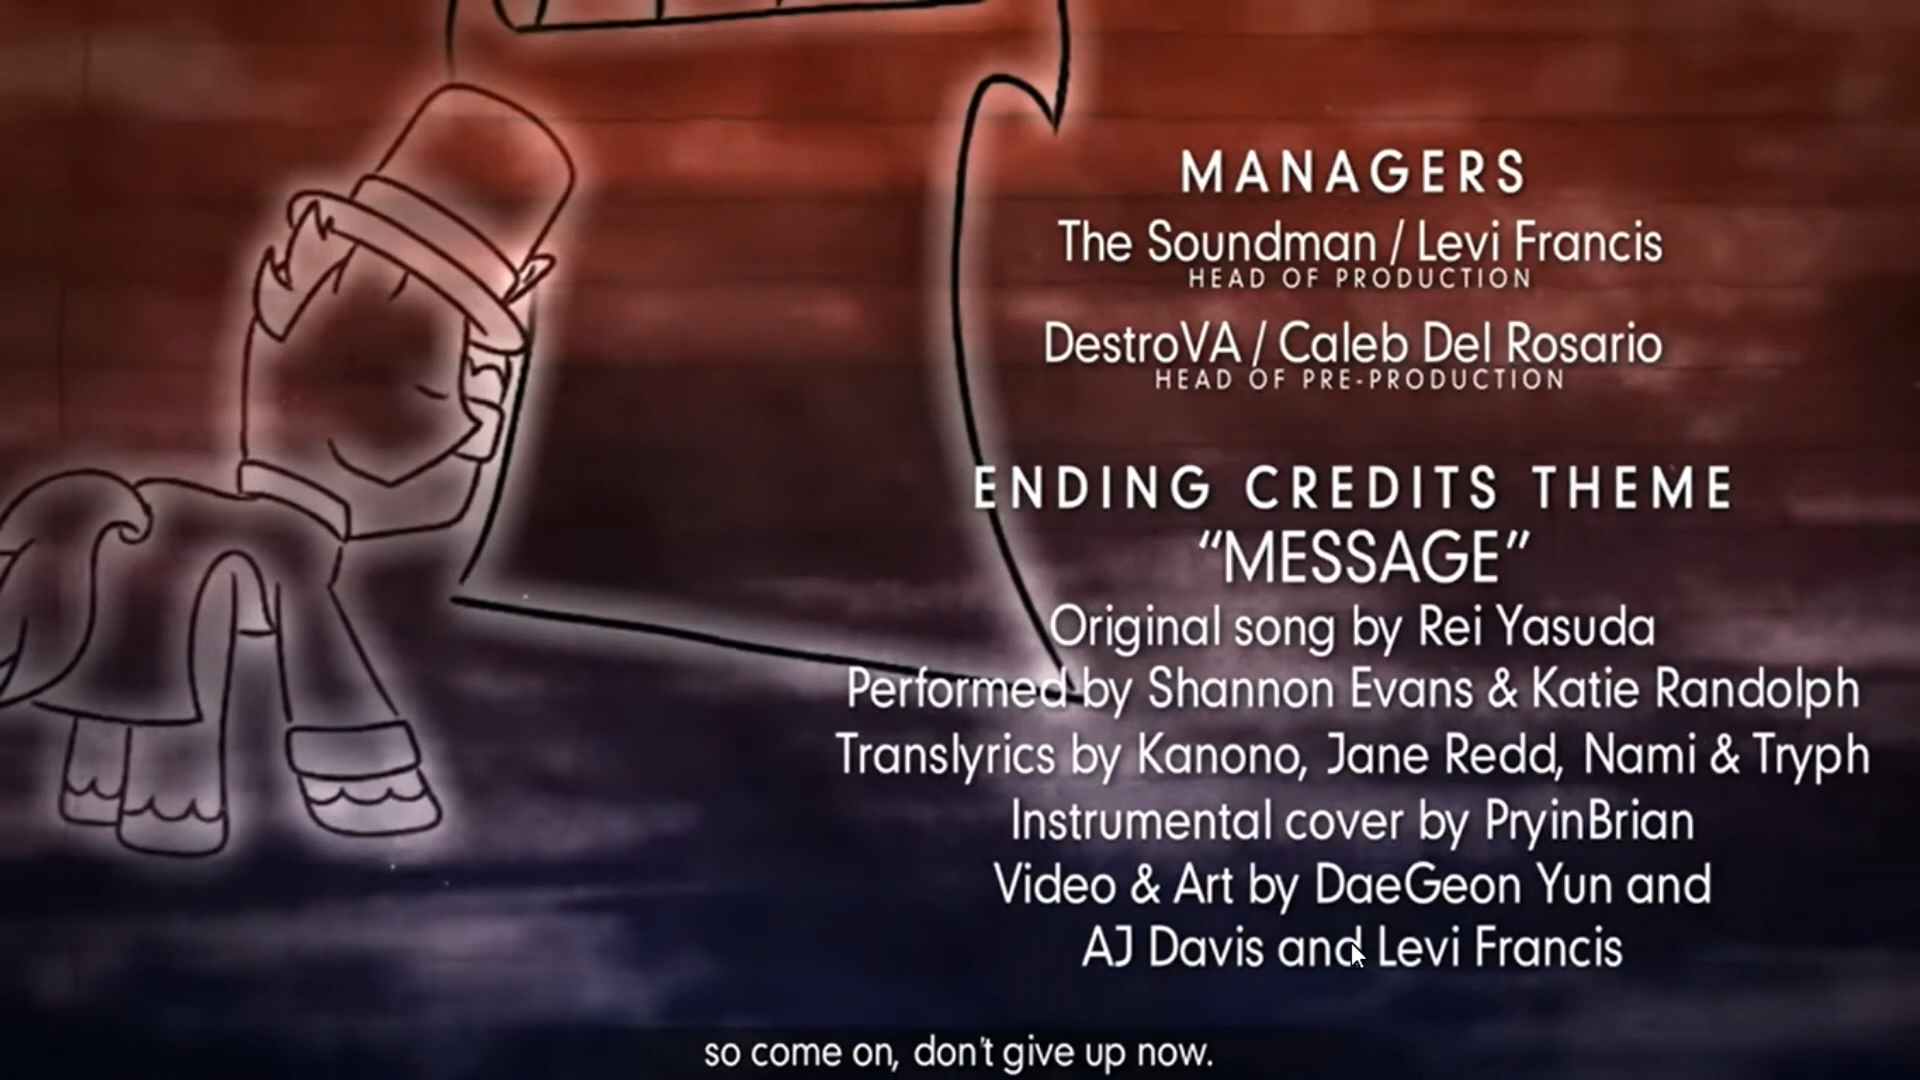 MANAGERS
The Soundman / Levi Francis
HEAD OF PRODUCTION
DestroVA / Caleb Del Rosario
HEAD OF PRE-PRODUCTION
ENDING CREDITS THEME
“MESSAGE”
Original song by Rei Yasuda
Performed by Shannon Evans & Katie Randolph
Translyrics by Kanono, Jane Redd, Nami & Tryph
Instrumental cover by PryinBrian
Video & Art by DaeGeon Yun and
AJ Davis and Levi Francis
so come on, don't give up now.